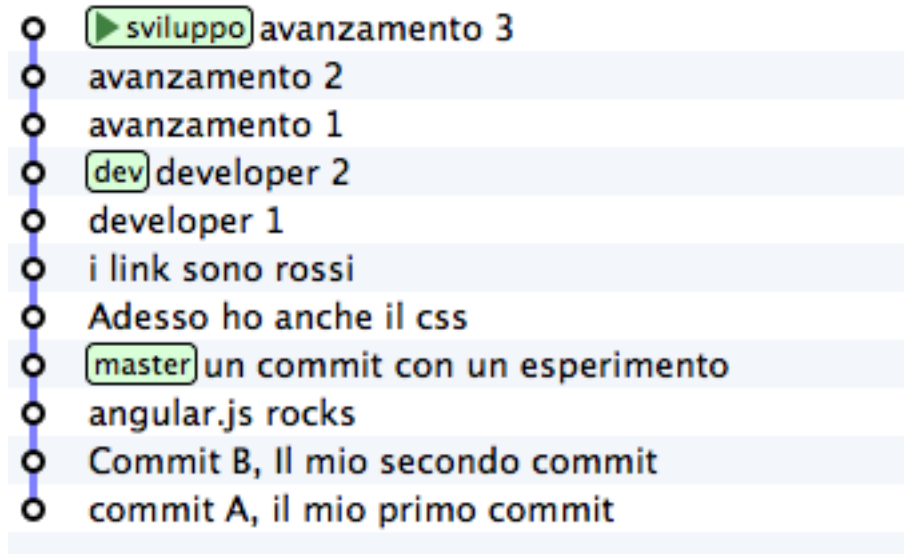 sviluppo avanzamento 3
avanzamento 2
avanzamento 1
dev developer 2
developer 1
i link sono rossi
Adesso ho anche il css
master un commit con un esperimento
angular.js rocks
Commit B, Il mio secondo commit
commit A, il mio primo commit